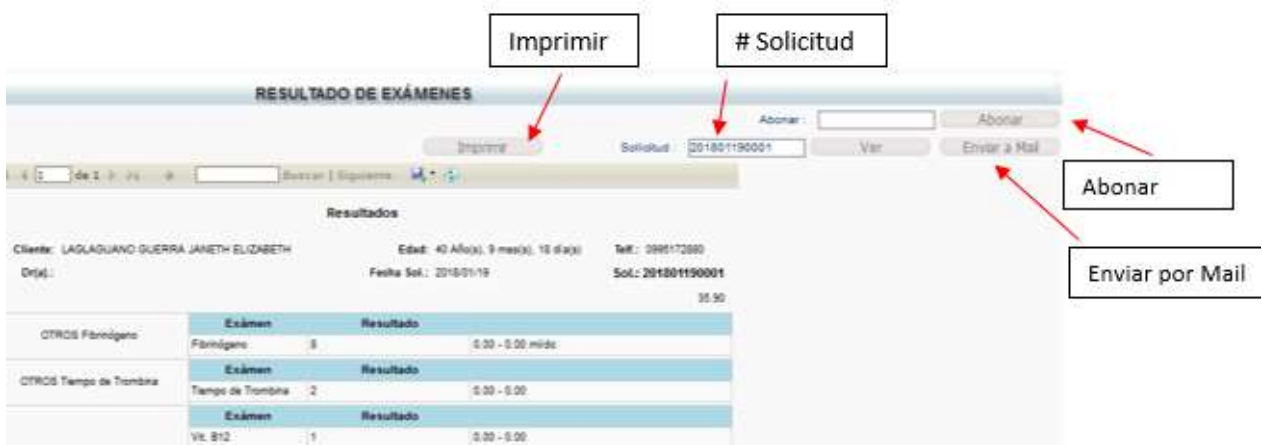 Imprimir
# Solicitud
RESULTADO DE EXÁMENES
Abonar: Abonar
Imprimir Solicitud 201801190001 Ver Enviar a Mail
1 de 1 Buscar | Siguiente
Abonar
Resultados
Cliente: LAGLAGUANO GUERRA JANETH ELIZABETH Edad: 40 Año(s), 9 mes(s), 18 día(s) Telf.: 0995172880
Enviar por Mail
Dr(a).: Fecha Sol.: 2018/01/19 Sol.: 201801190001
35.90
Exámen Resultado
OTROS Fibrinógeno
Fibrinógeno 8 0.00 - 0.00
Exámen Resultado
OTROS Tiempo de Trombina
Tiempo de Trombina 2 0.00 - 0.00
Exámen Resultado
Vit. B12 1 0.00 - 0.00